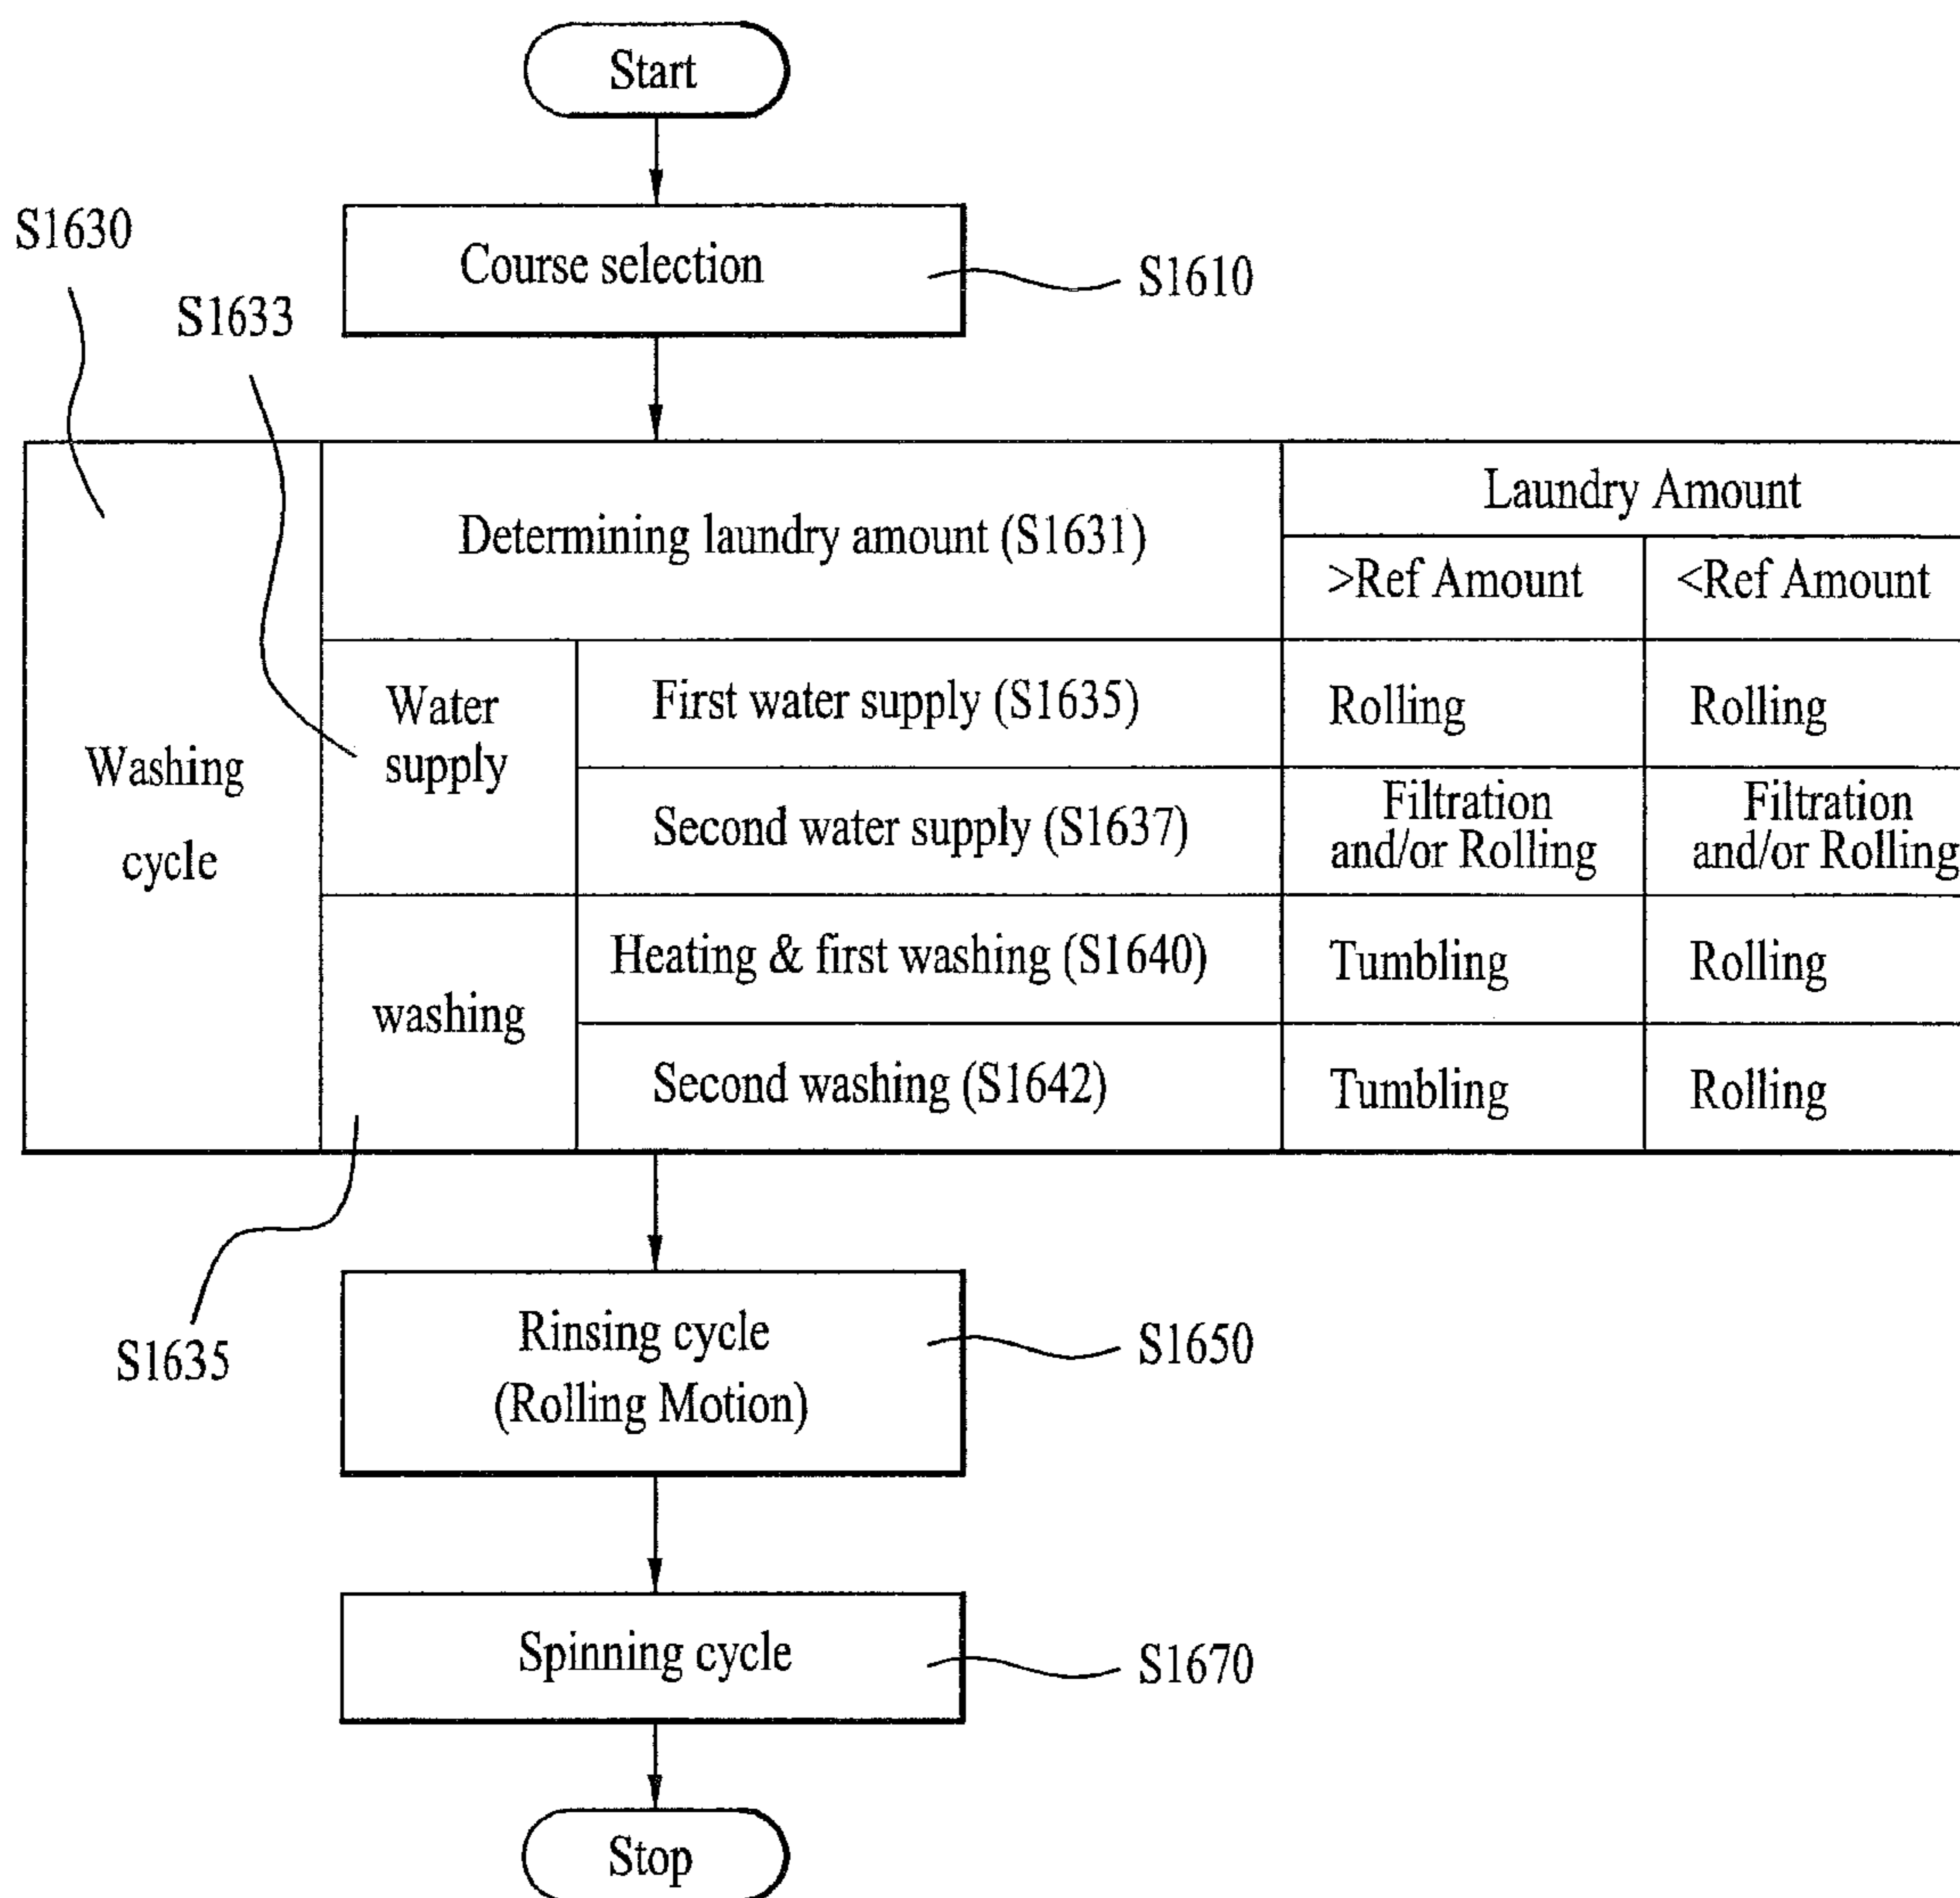 Start
Course selection
S1610
S1630
S1633
Washing
cycle
Determining laundry amount (S1631)
Laundry Amount
>Ref Amount
<Ref Amount
Water
supply
First water supply (S1635)
Rolling
Rolling
Second water supply (S1637)
Filtration
and/or Rolling
Filtration
and/or Rolling
washing
Heating & first washing (S1640)
Tumbling
Rolling
Second washing (S1642)
Tumbling
Rolling
S1635
Rinsing cycle
(Rolling Motion)
S1650
Spinning cycle
S1670
Stop